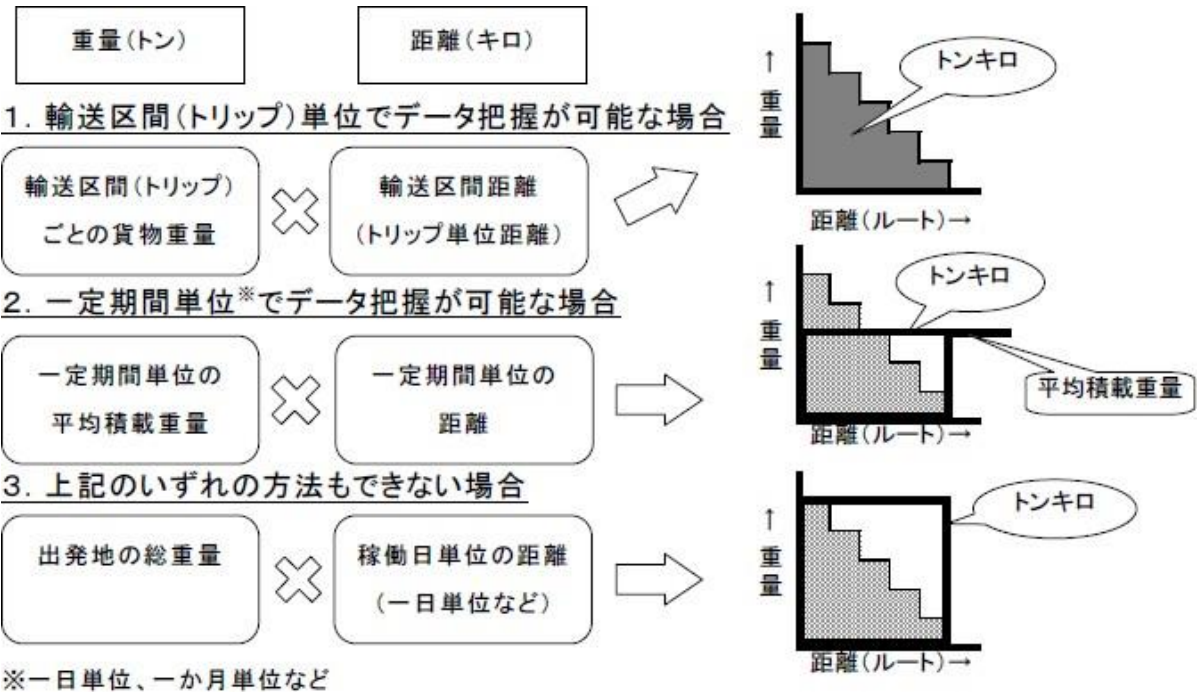 重量(トン)
距離(キロ)
1. 輸送区間(トリップ)単位でデータ把握が可能な場合
輸送区間(トリップ)
ごとの貨物重量
輸送区間距離
(トリップ単位距離)
↑
重
量
トンキロ
距離(ルート)→
2. 一定期間単位※でデータ把握が可能な場合
一定期間単位の
平均積載重量
一定期間単位の
距離
↑
重
量
トンキロ
平均積載重量
距離(ルート)→
3. 上記のいずれの方法もできない場合
出発地の総重量
稼働日単位の距離
(一日単位など)
↑
重
量
トンキロ
距離(ルート)→
※一日単位、一か月単位など